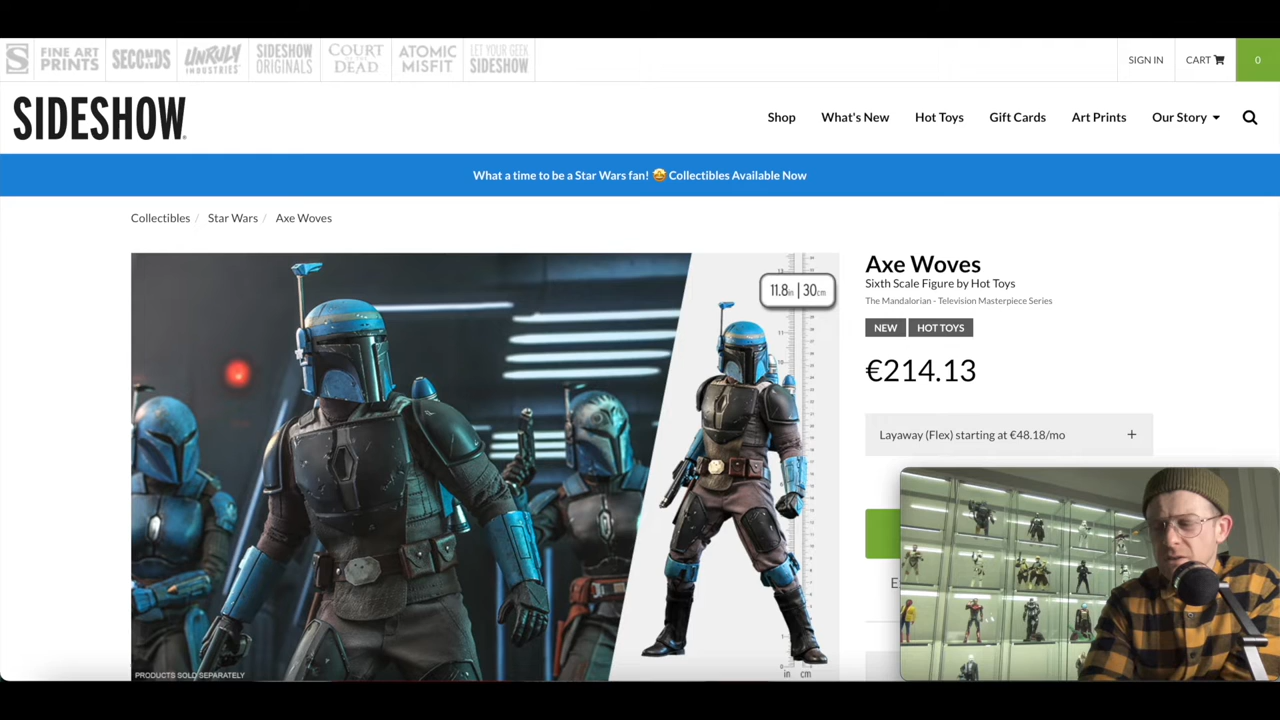 FINE ART
PRINTS
SECONDS
UNRULY
INDUSTRIES
SIDESHOW
ORIGINALS
COURT
OF THE
DEAD
ATOMIC
MISFIT
LET YOUR GEEK
SIDESHOW
SIGN IN
CART
0
SIDESHOW
Shop
What's New
Hot Toys
Gift Cards
Art Prints
Our Story
What a time to be a Star Wars fan! 🤩 Collectibles Available Now
Collectibles / Star Wars / Axe Woves
11.8in | 30cm
in cm
PRODUCTS SOLD SEPARATELY
Axe Woves
Sixth Scale Figure by Hot Toys
The Mandalorian - Television Masterpiece Series
NEW
HOT TOYS
€214.13
Layaway (Flex) starting at €48.18/mo +
E